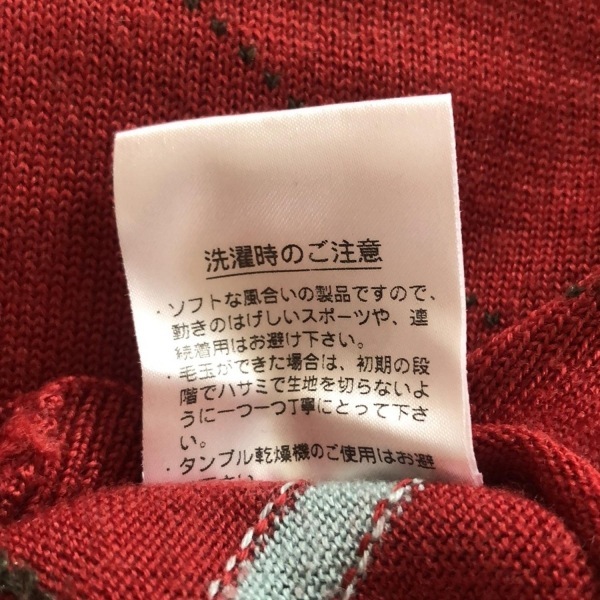 洗濯時のご注意
・ソフトな風合いの製品ですので、
動きのはげしいスポーツや、連
続着用はお避け下さい。
・毛玉ができた場合は、初期の段
階でハサミで生地を切らないよ
うに一つ一つ丁寧にとって下さ
い。
・タンブル乾燥機のご使用はお避
下さい。